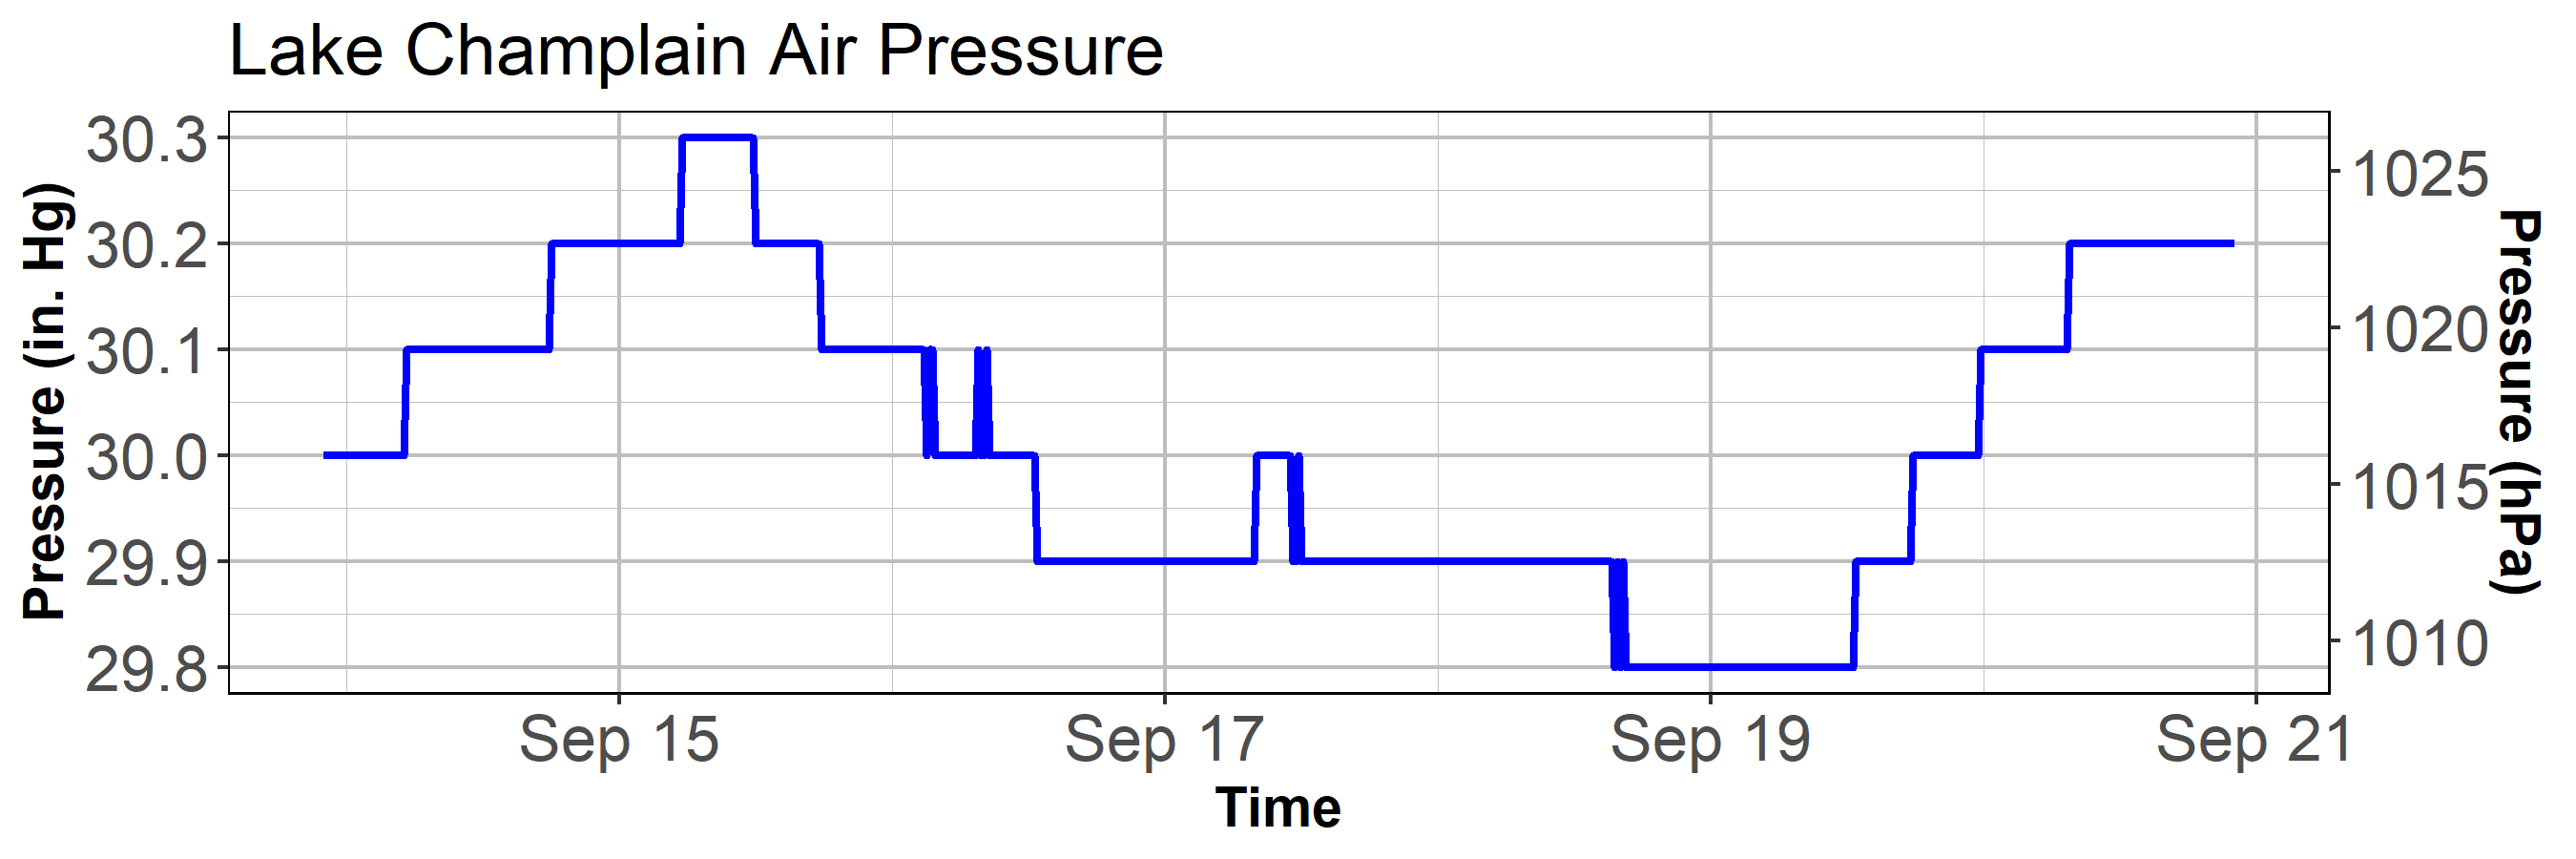 Lake Champlain Air Pressure
Pressure (in. Hg)
30.3
30.2
30.1
30.0
29.9
29.8
1025
1020
1015
1010
Pressure (hPa)
Sep 15
Sep 17
Sep 19
Sep 21
Time